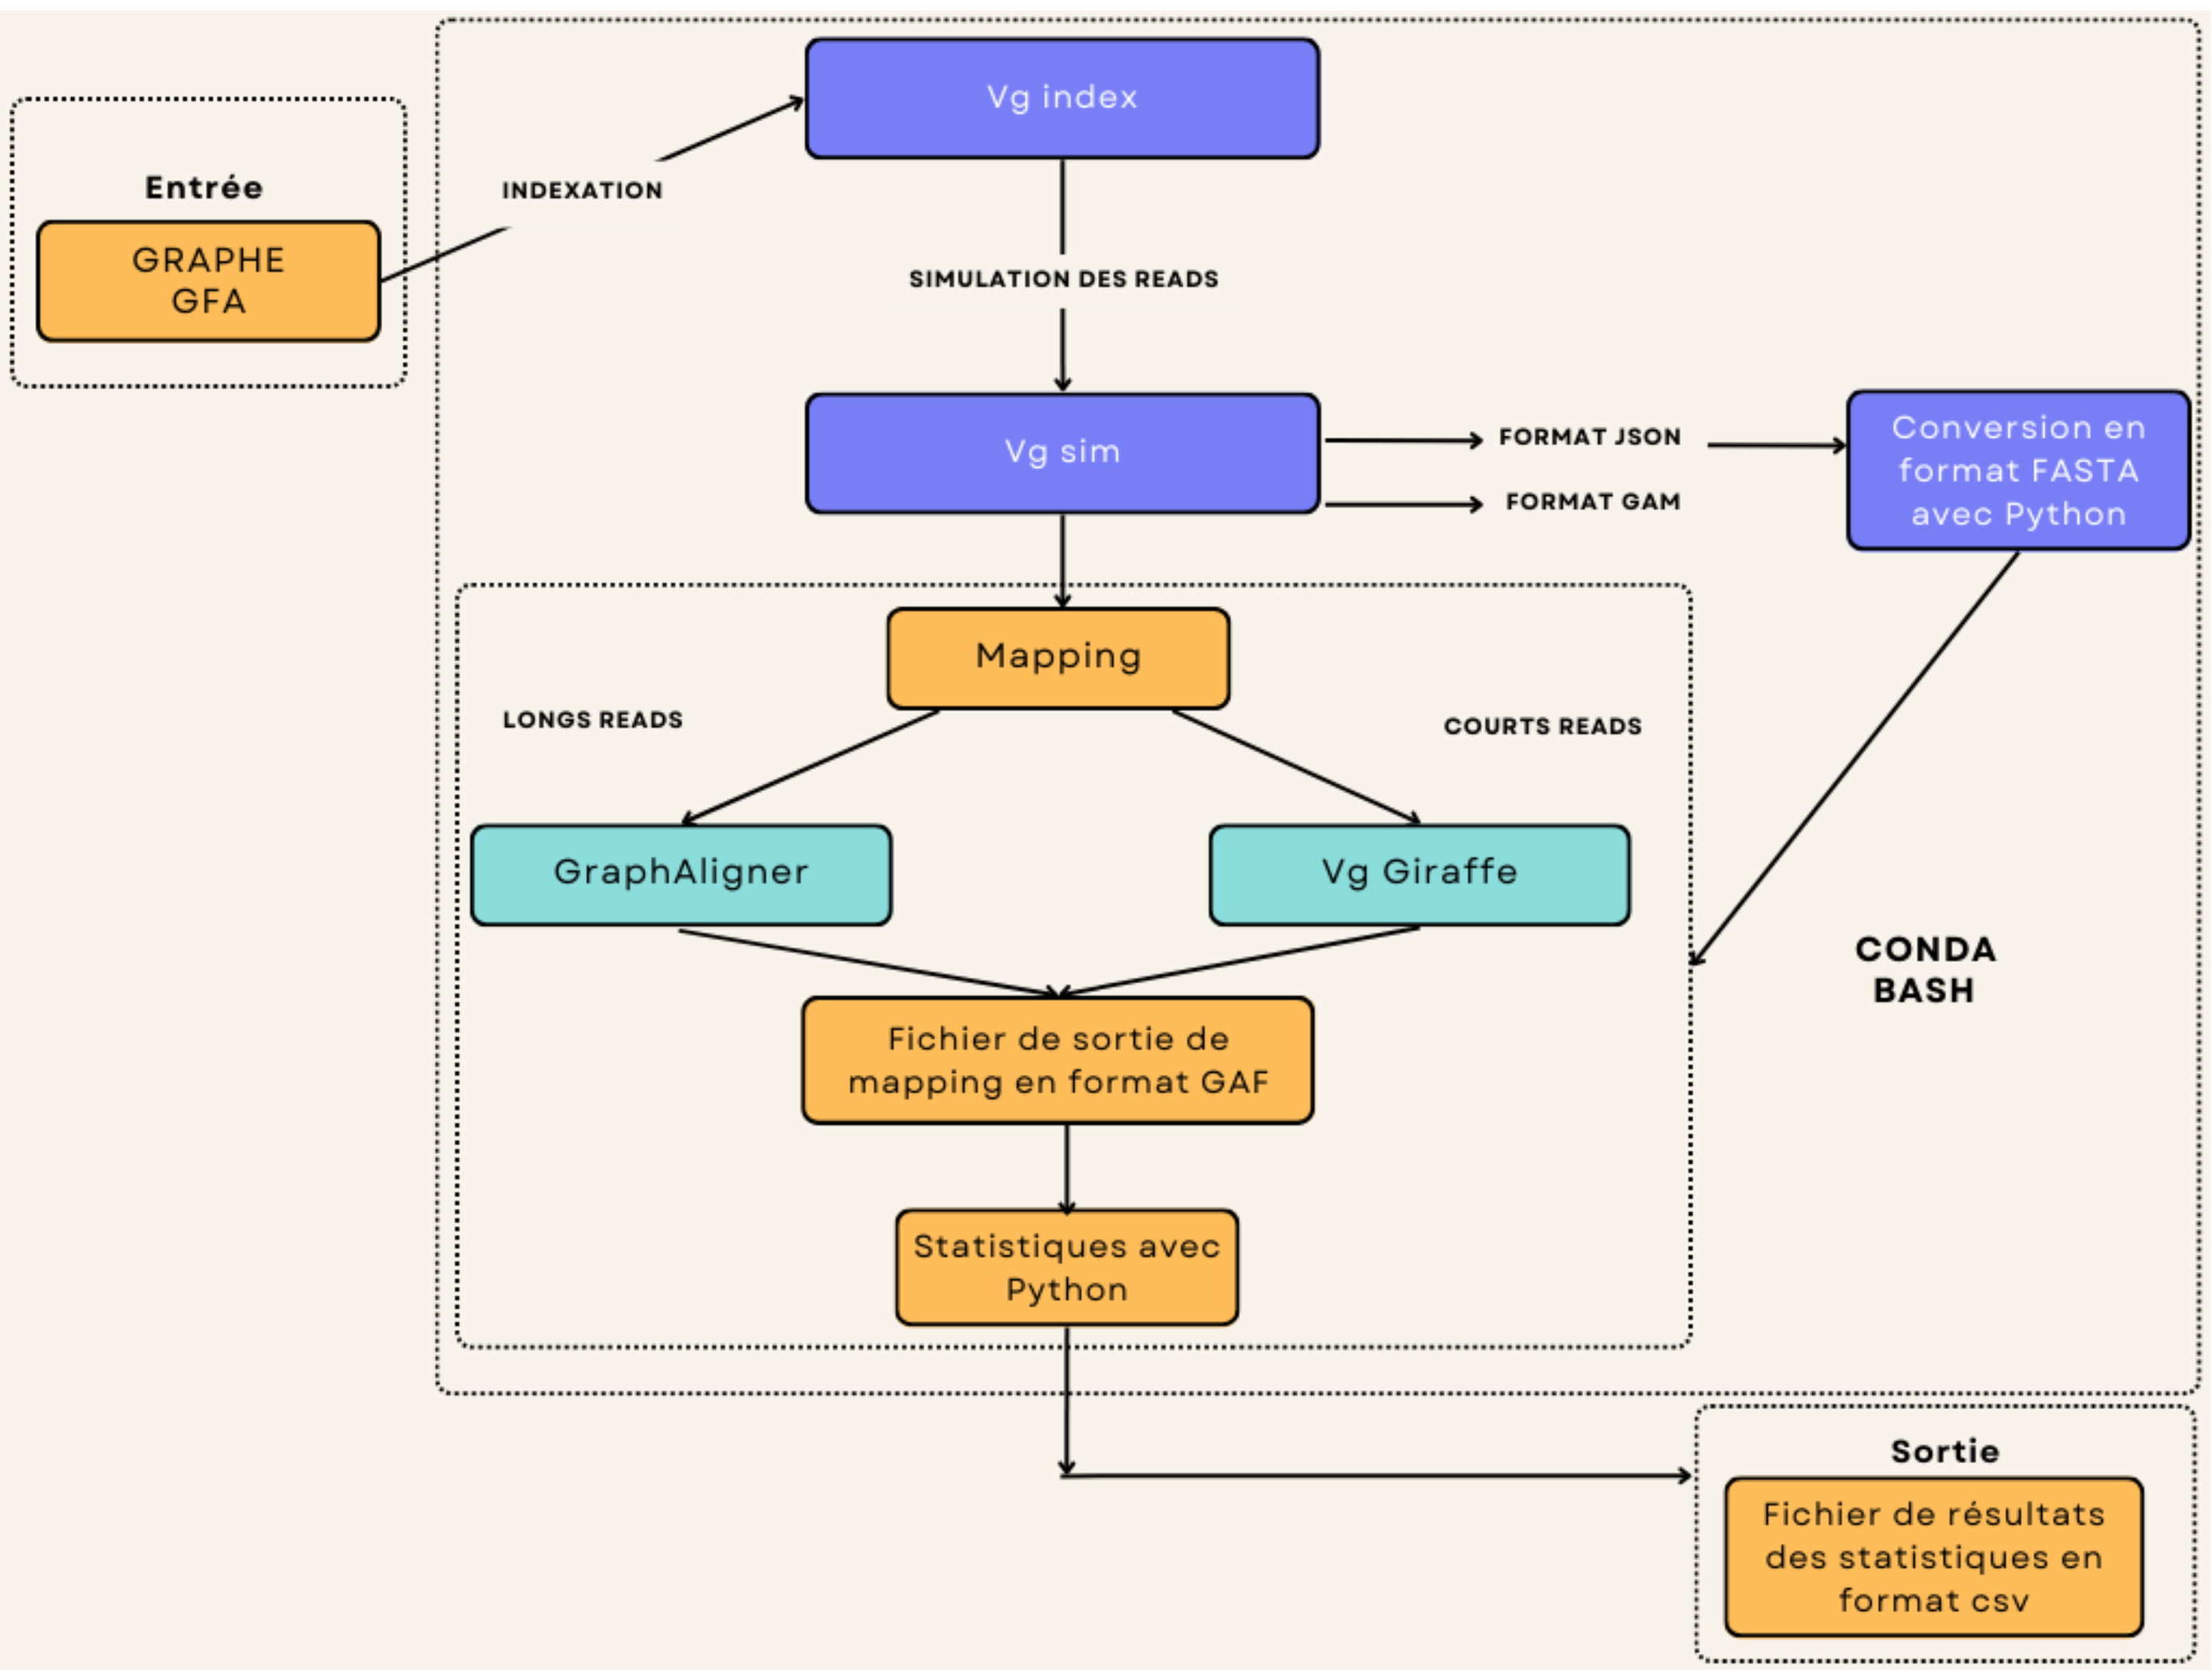 Vg index
Entrée
INDEXATION
GRAPHE
GFA
SIMULATION DES READS
Vg sim
FORMAT JSON
FORMAT GAM
Conversion en
format FASTA
avec Python
Mapping
LONGS READS
COURTS READS
GraphAligner
Vg Giraffe
CONDA
BASH
Fichier de sortie de
mapping en format GAF
Statistiques avec
Python
Sortie
Fichier de résultats
des statistiques en
format csv